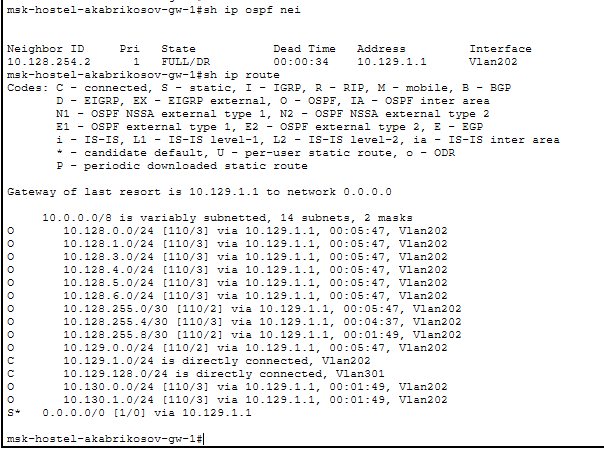 msk-hostel-akabrikosov-gw-1#sh ip ospf nei
Neighbor ID     Pri   State           Dead Time   Address         Interface
10.128.254.2      1   FULL/DR         00:00:34    10.129.1.1      Vlan202
msk-hostel-akabrikosov-gw-1#sh ip route
Codes: C - connected, S - static, I - IGRP, R - RIP, M - mobile, B - BGP
       D - EIGRP, EX - EIGRP external, O - OSPF, IA - OSPF inter area
       N1 - OSPF NSSA external type 1, N2 - OSPF NSSA external type 2
       E1 - OSPF external type 1, E2 - OSPF external type 2, E - EGP
       i - IS-IS, L1 - IS-IS level-1, L2 - IS-IS level-2, ia - IS-IS inter area
       * - candidate default, U - per-user static route, o - ODR
       P - periodic downloaded static route
Gateway of last resort is 10.129.1.1 to network 0.0.0.0
     10.0.0.0/8 is variably subnetted, 14 subnets, 2 masks
O       10.128.0.0/24 [110/3] via 10.129.1.1, 00:05:47, Vlan202
O       10.128.1.0/24 [110/3] via 10.129.1.1, 00:05:47, Vlan202
O       10.128.3.0/24 [110/3] via 10.129.1.1, 00:05:47, Vlan202
O       10.128.4.0/24 [110/3] via 10.129.1.1, 00:05:47, Vlan202
O       10.128.5.0/24 [110/3] via 10.129.1.1, 00:05:47, Vlan202
O       10.128.6.0/24 [110/3] via 10.129.1.1, 00:05:47, Vlan202
O       10.128.255.0/30 [110/2] via 10.129.1.1, 00:05:47, Vlan202
O       10.128.255.4/30 [110/3] via 10.129.1.1, 00:04:37, Vlan202
O       10.128.255.8/30 [110/2] via 10.129.1.1, 00:01:49, Vlan202
O       10.129.0.0/24 [110/2] via 10.129.1.1, 00:05:47, Vlan202
C       10.129.1.0/24 is directly connected, Vlan202
C       10.129.128.0/24 is directly connected, Vlan301
O       10.130.0.0/24 [110/3] via 10.129.1.1, 00:01:49, Vlan202
O       10.130.1.0/24 [110/3] via 10.129.1.1, 00:01:49, Vlan202
S*   0.0.0.0/0 [1/0] via 10.129.1.1
msk-hostel-akabrikosov-gw-1#